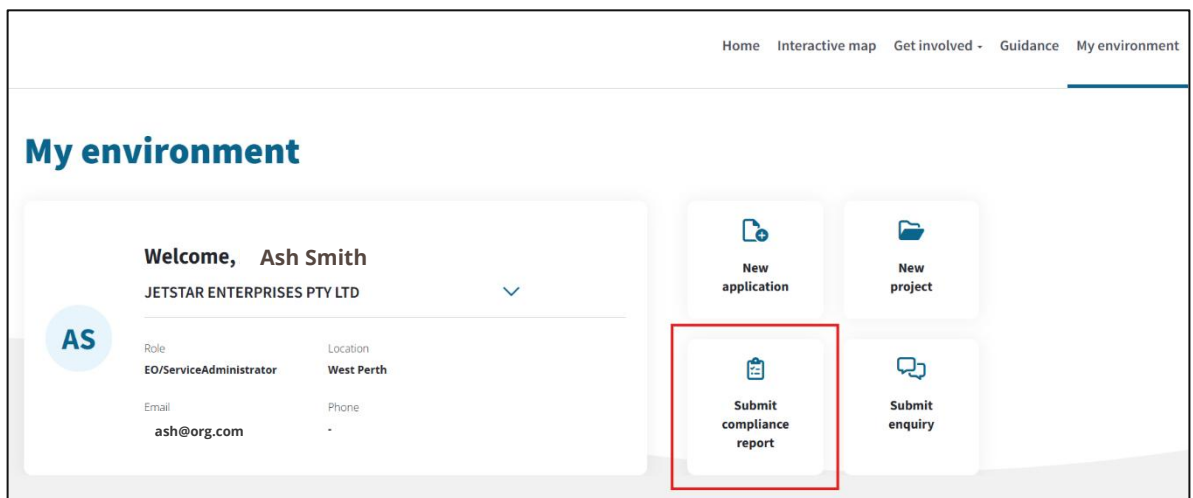 Home Interactive map Get involved - Guidance My environment
My environment
Welcome, Ash Smith
JETSTAR ENTERPRISES PTY LTD
AS
Role Location
EO/ServiceAdministrator West Perth
Email Phone
ash@org.com -
New
application
New
project
Submit
compliance
report
Submit
enquiry